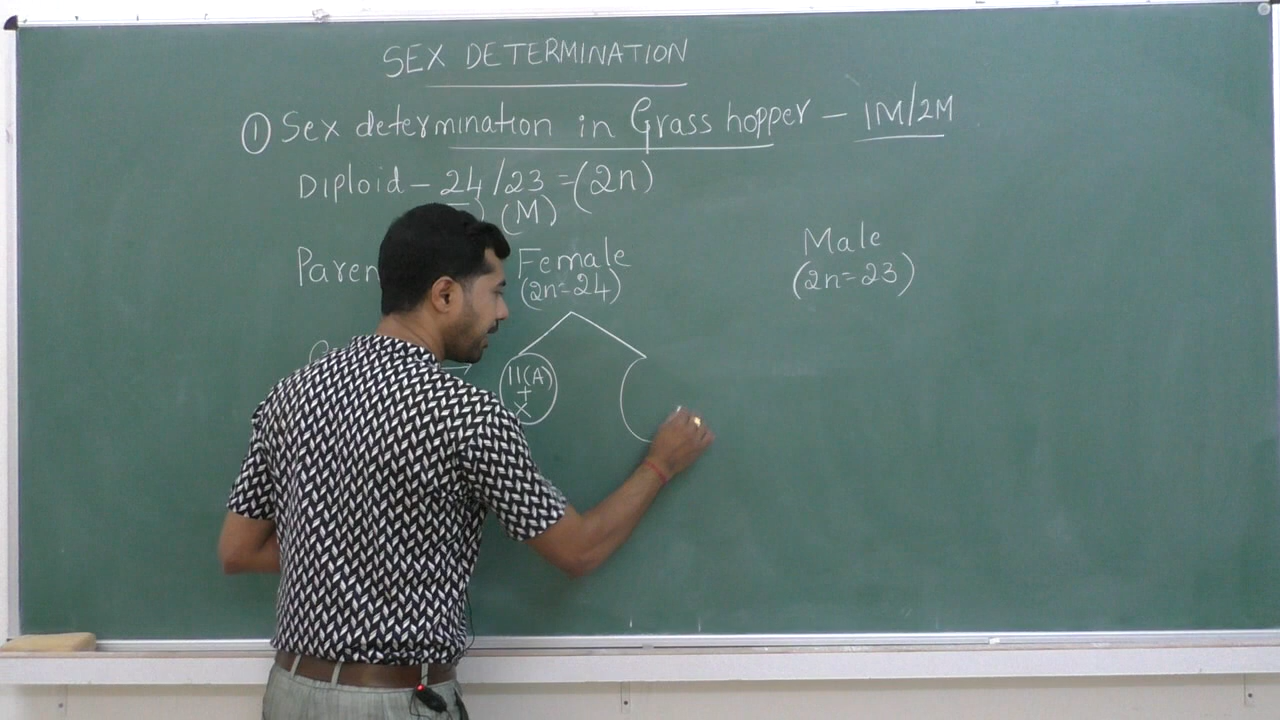 SEX DETERMINATION
① Sex determination in Grass hopper – 1M/2M
Diploid – 24/23 = (2n)
(M)
Female Male
(2n=24) (2n=23)
11(A)
+
X